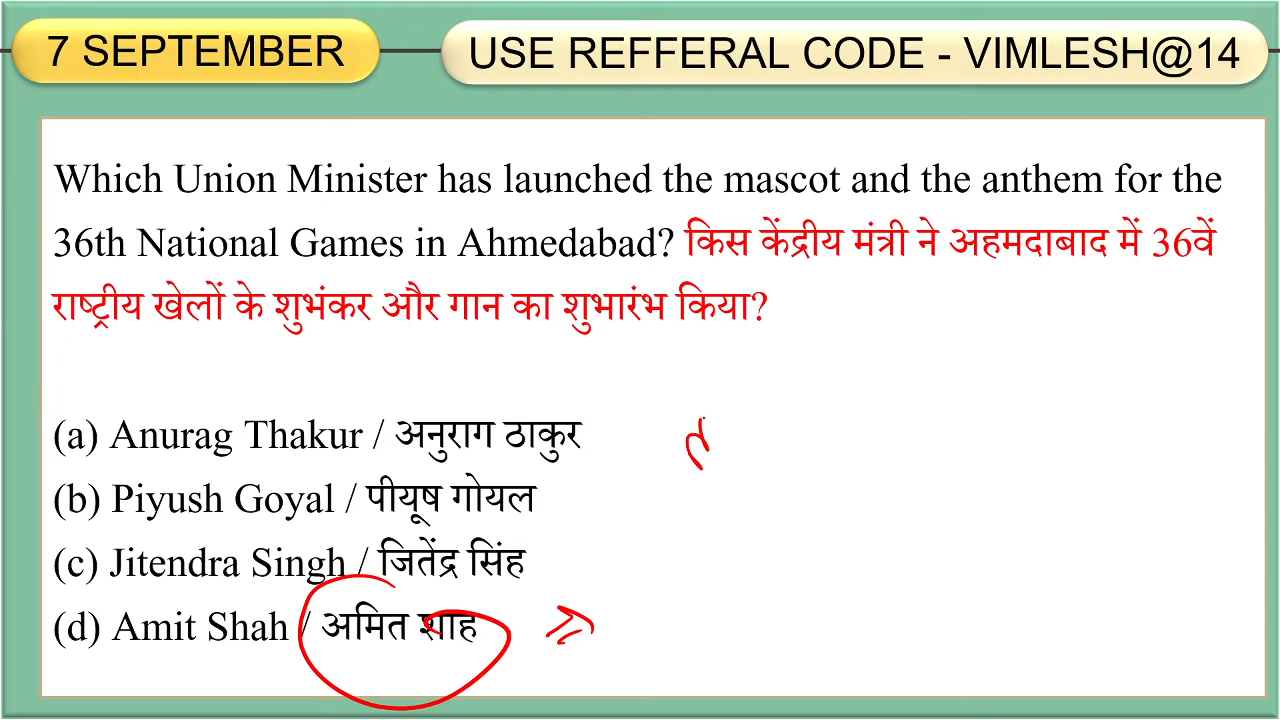 7 SEPTEMBER
USE REFFERAL CODE - VIMLESH@14
Which Union Minister has launched the mascot and the anthem for the
36th National Games in Ahmedabad? किस केंद्रीय मंत्री ने अहमदाबाद में 36वें
राष्ट्रीय खेलों के शुभंकर और गान का शुभारंभ किया?
(a) Anurag Thakur / अनुराग ठाकुर
(b) Piyush Goyal / पीयूष गोयल
(c) Jitendra Singh / जितेंद्र सिंह
(d) Amit Shah / अमित शाह